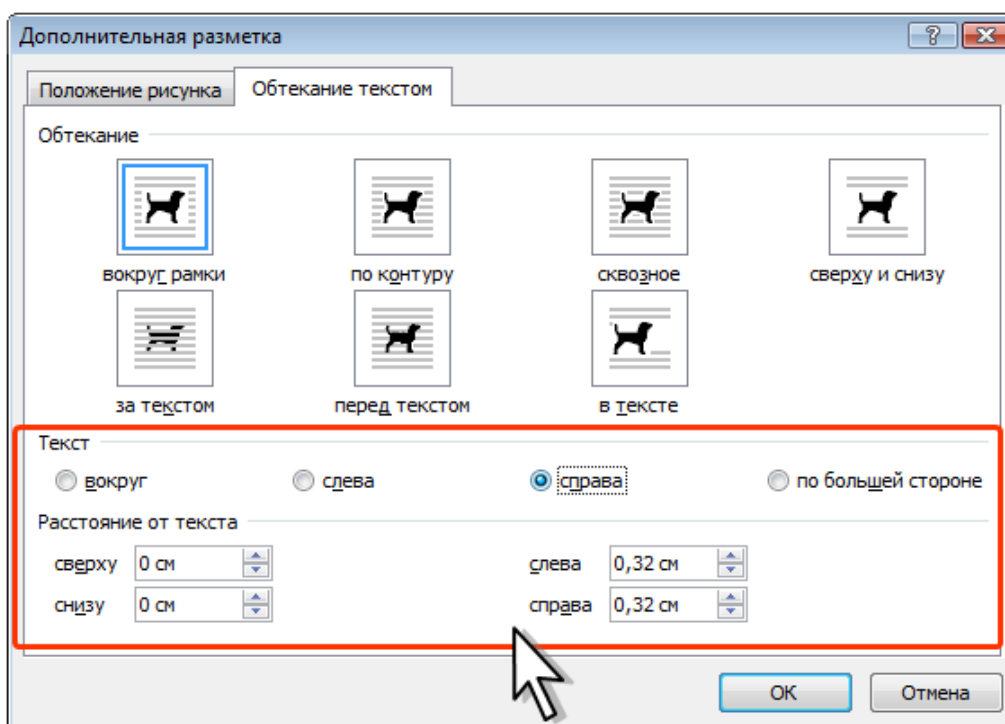 Дополнительная разметка
Положение рисунка Обтекание текстом
Обтекание
вокруг рамки по контуру сквозное сверху и снизу
за текстом перед текстом в тексте
Текст
вокруг слева справа по большей стороне
Расстояние от текста
сверху 0 см слева 0,32 см
снизу 0 см справа 0,32 см
ОК Отмена